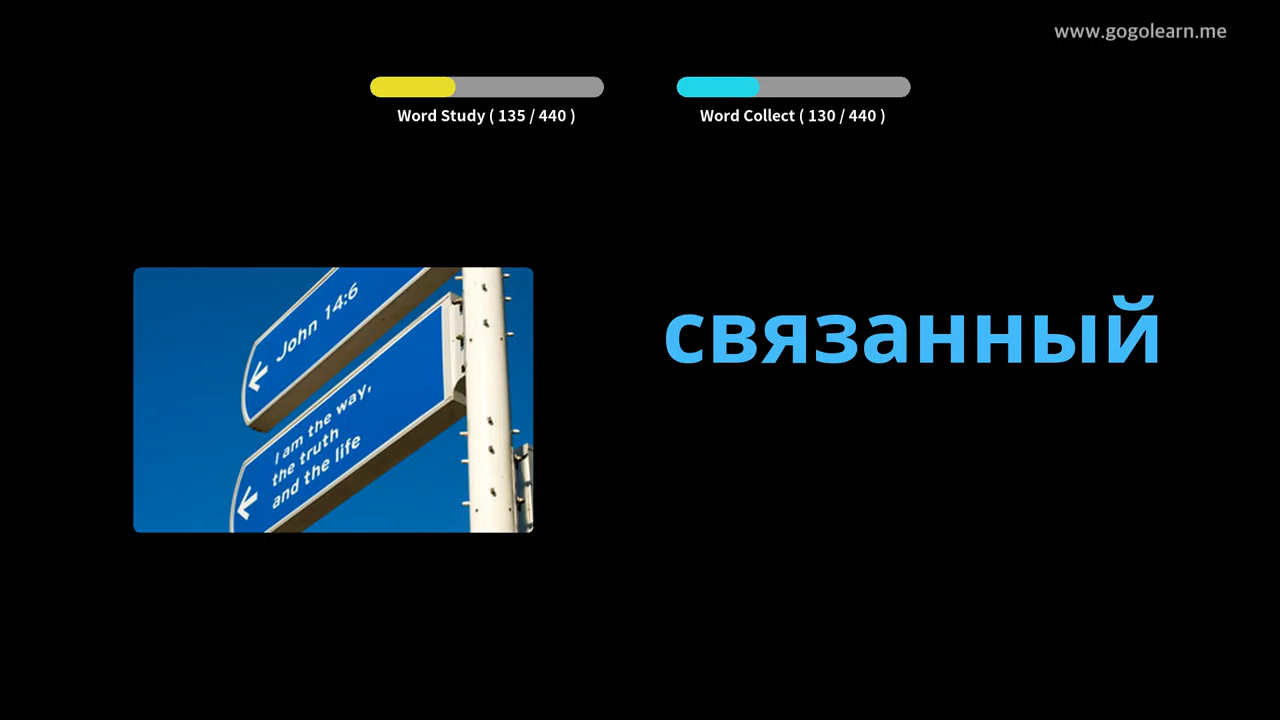 www.gogolearn.me
Word Study ( 135 / 440 )
Word Collect ( 130 / 440 )
John 14:6
I am the way,
the truth
and the life
связанный